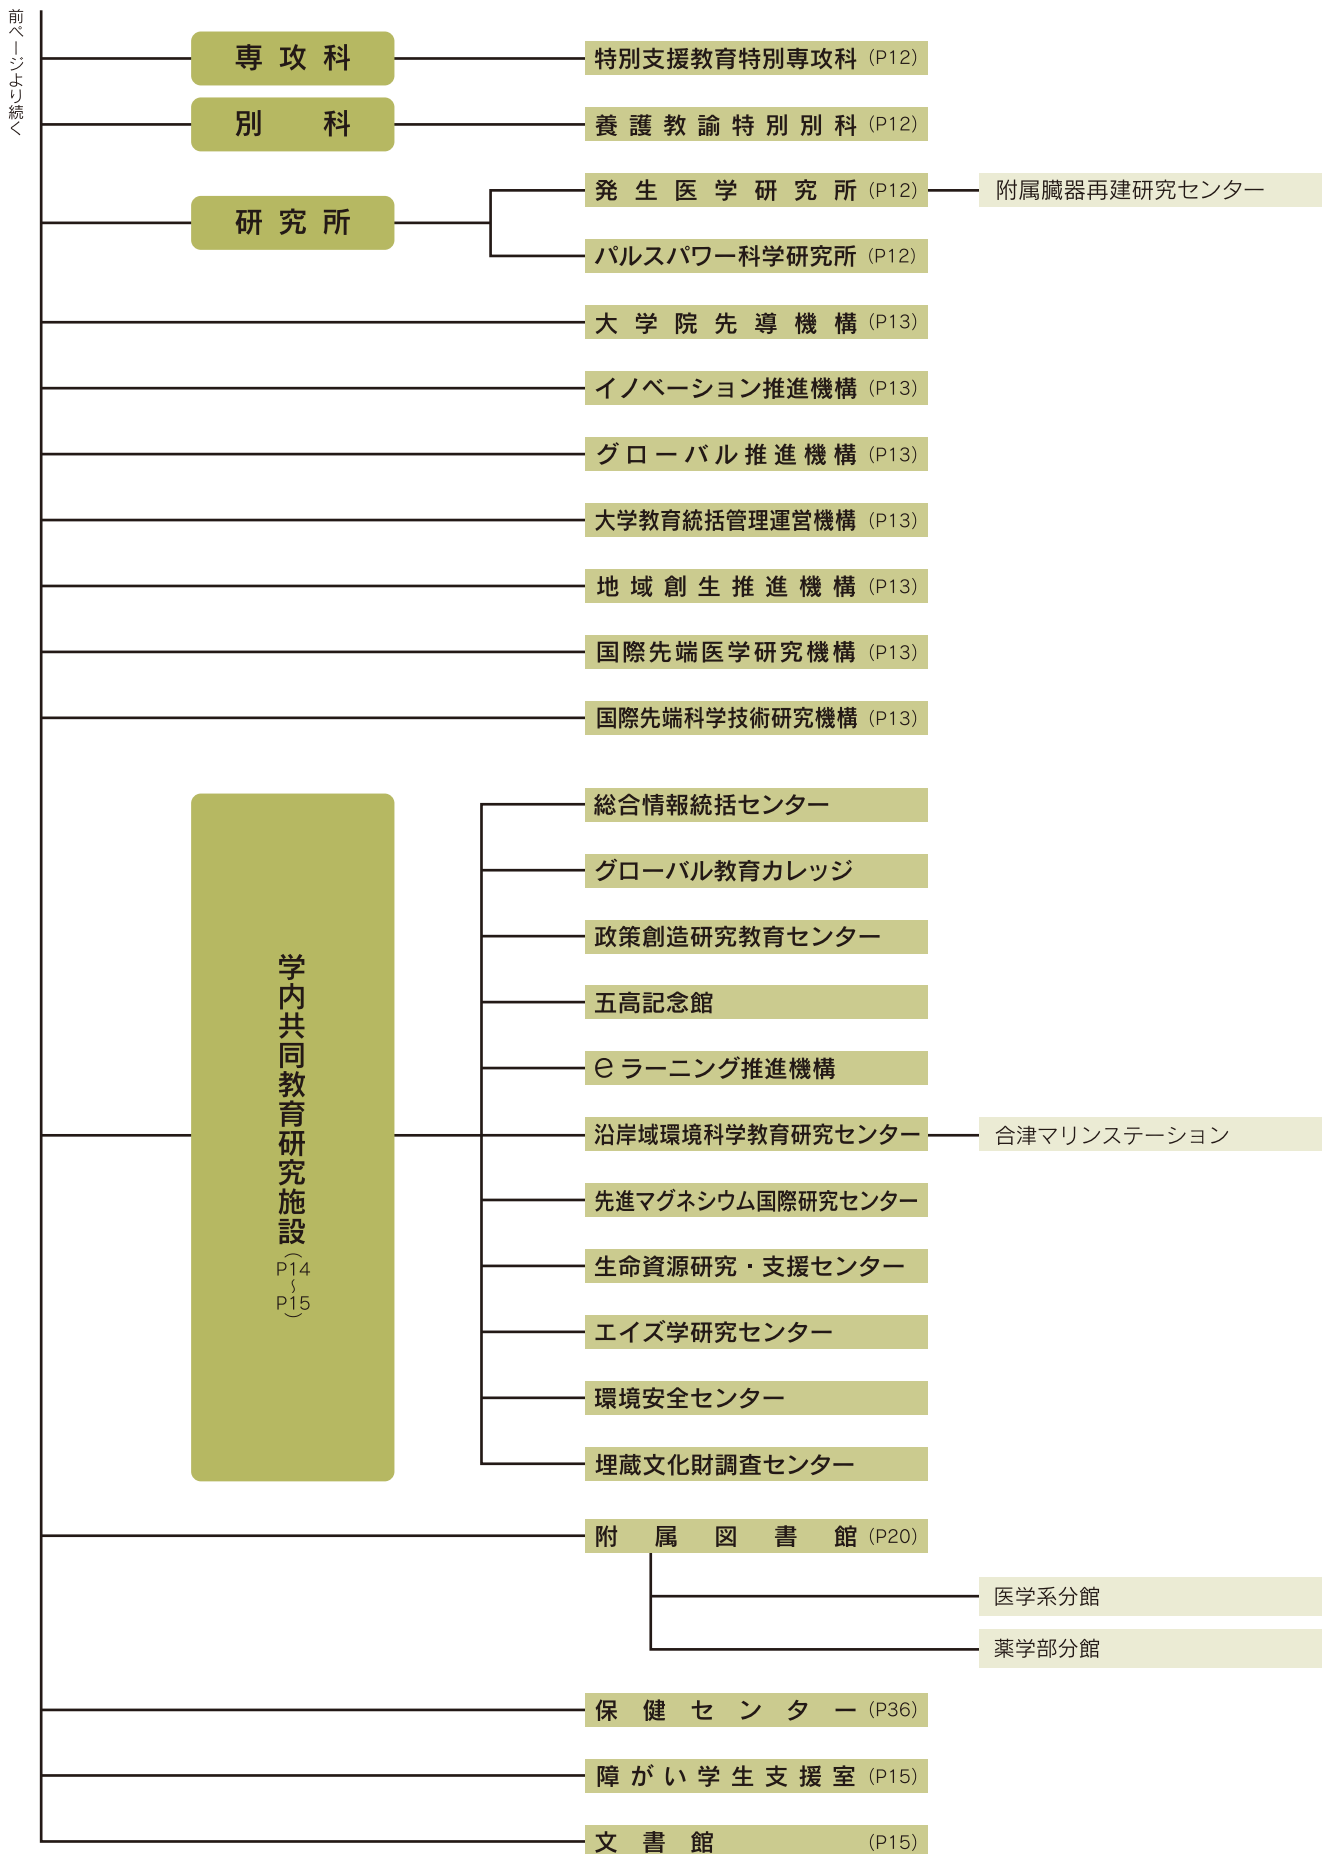 前ページより続く
専攻科
特別支援教育特別専攻科（P12）
別科
養護教諭特別別科（P12）
研究所
発生医学研究所（P12）
附属臓器再建研究センター
パルスパワー科学研究所（P12）
大学院先導機構（P13）
イノベーション推進機構（P13）
グローバル推進機構（P13）
大学教育統括管理運営機構（P13）
地域創生推進機構（P13）
国際先端医学研究機構（P13）
国際先端科学技術研究機構（P13）
学内共同教育研究施設（P14～P15）
総合情報統括センター
グローバル教育カレッジ
政策創造研究教育センター
五高記念館
eラーニング推進機構
沿岸域環境科学教育研究センター
合津マリンステーション
先進マグネシウム国際研究センター
生命資源研究・支援センター
エイズ学研究センター
環境安全センター
埋蔵文化財調査センター
附属図書館（P20）
医学系分館
薬学部分館
保健センター（P36）
障がい学生支援室（P15）
文書館（P15）